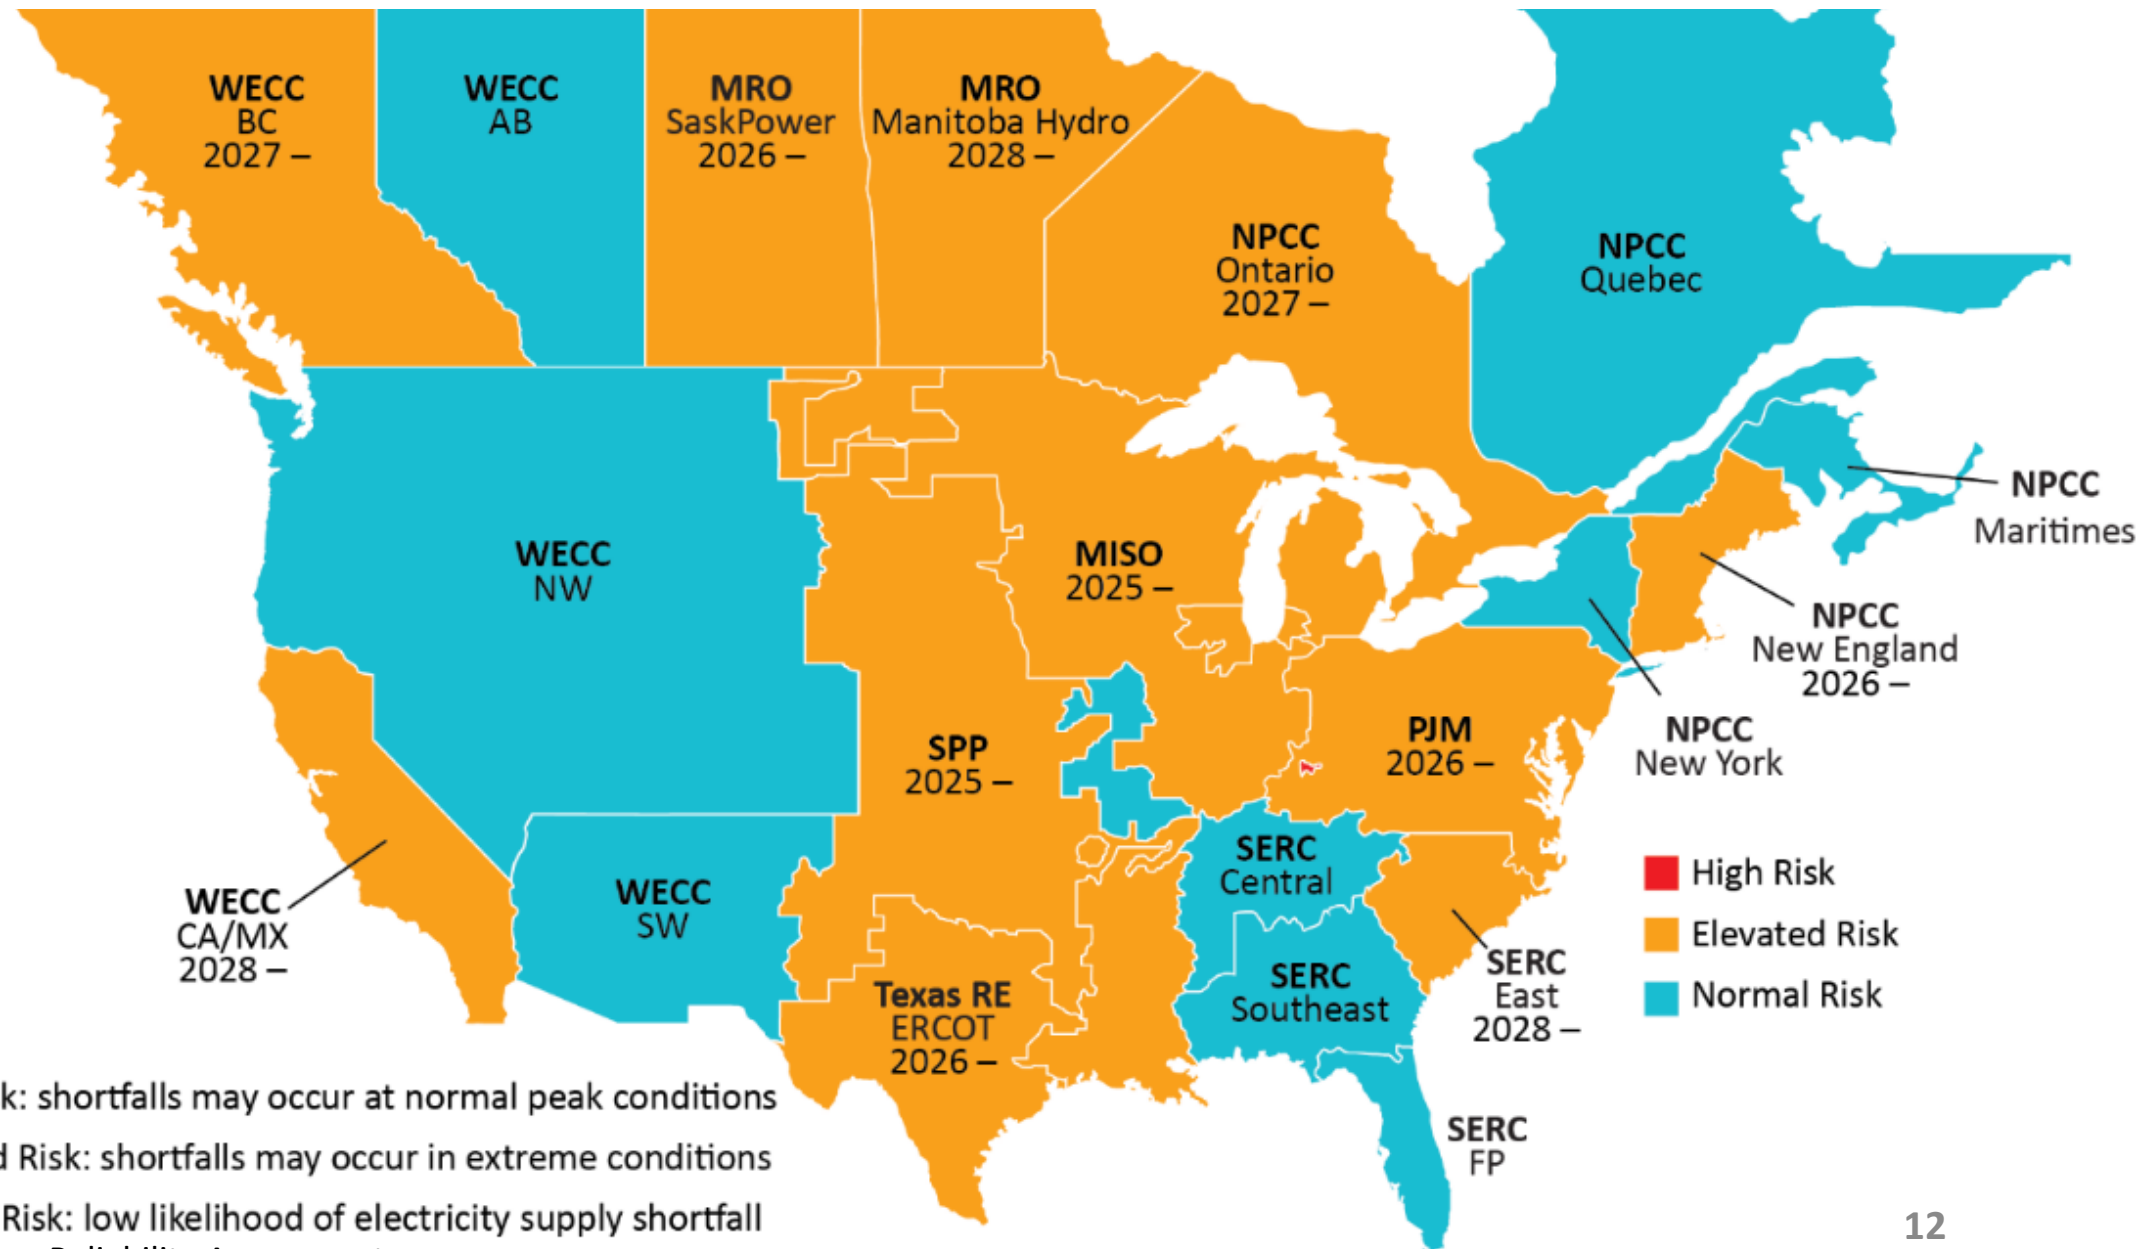 WECC
BC
2027 –
WECC
AB
MRO
SaskPower
2026 –
MRO
Manitoba Hydro
2028 –
NPCC
Ontario
2027 –
NPCC
Quebec
NPCC
Maritimes
WECC
NW
MISO
2025 –
NPCC
New England
2026 –
SPP
2025 –
PJM
2026 –
NPCC
New York
WECC
CA/MX
2028 –
WECC
SW
SERC
Central
High Risk
Elevated Risk
Normal Risk
SERC
East
2028 –
SERC
Southeast
Texas RE
ERCOT
2026 –
SERC
FP
k: shortfalls may occur at normal peak conditions
d Risk: shortfalls may occur in extreme conditions
Risk: low likelihood of electricity supply shortfall
12